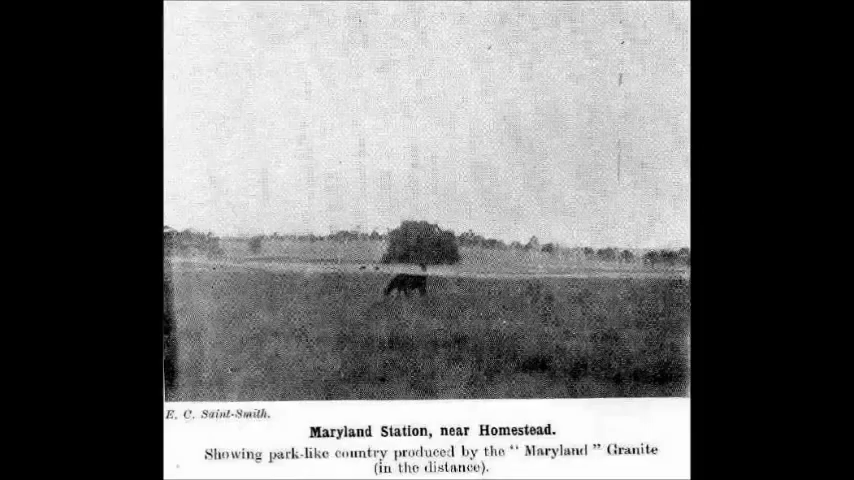 E. C. Saint-Smith.
Maryland Station, near Homestead.
Showing park-like country produced by the "Maryland" Granite
(in the distance).